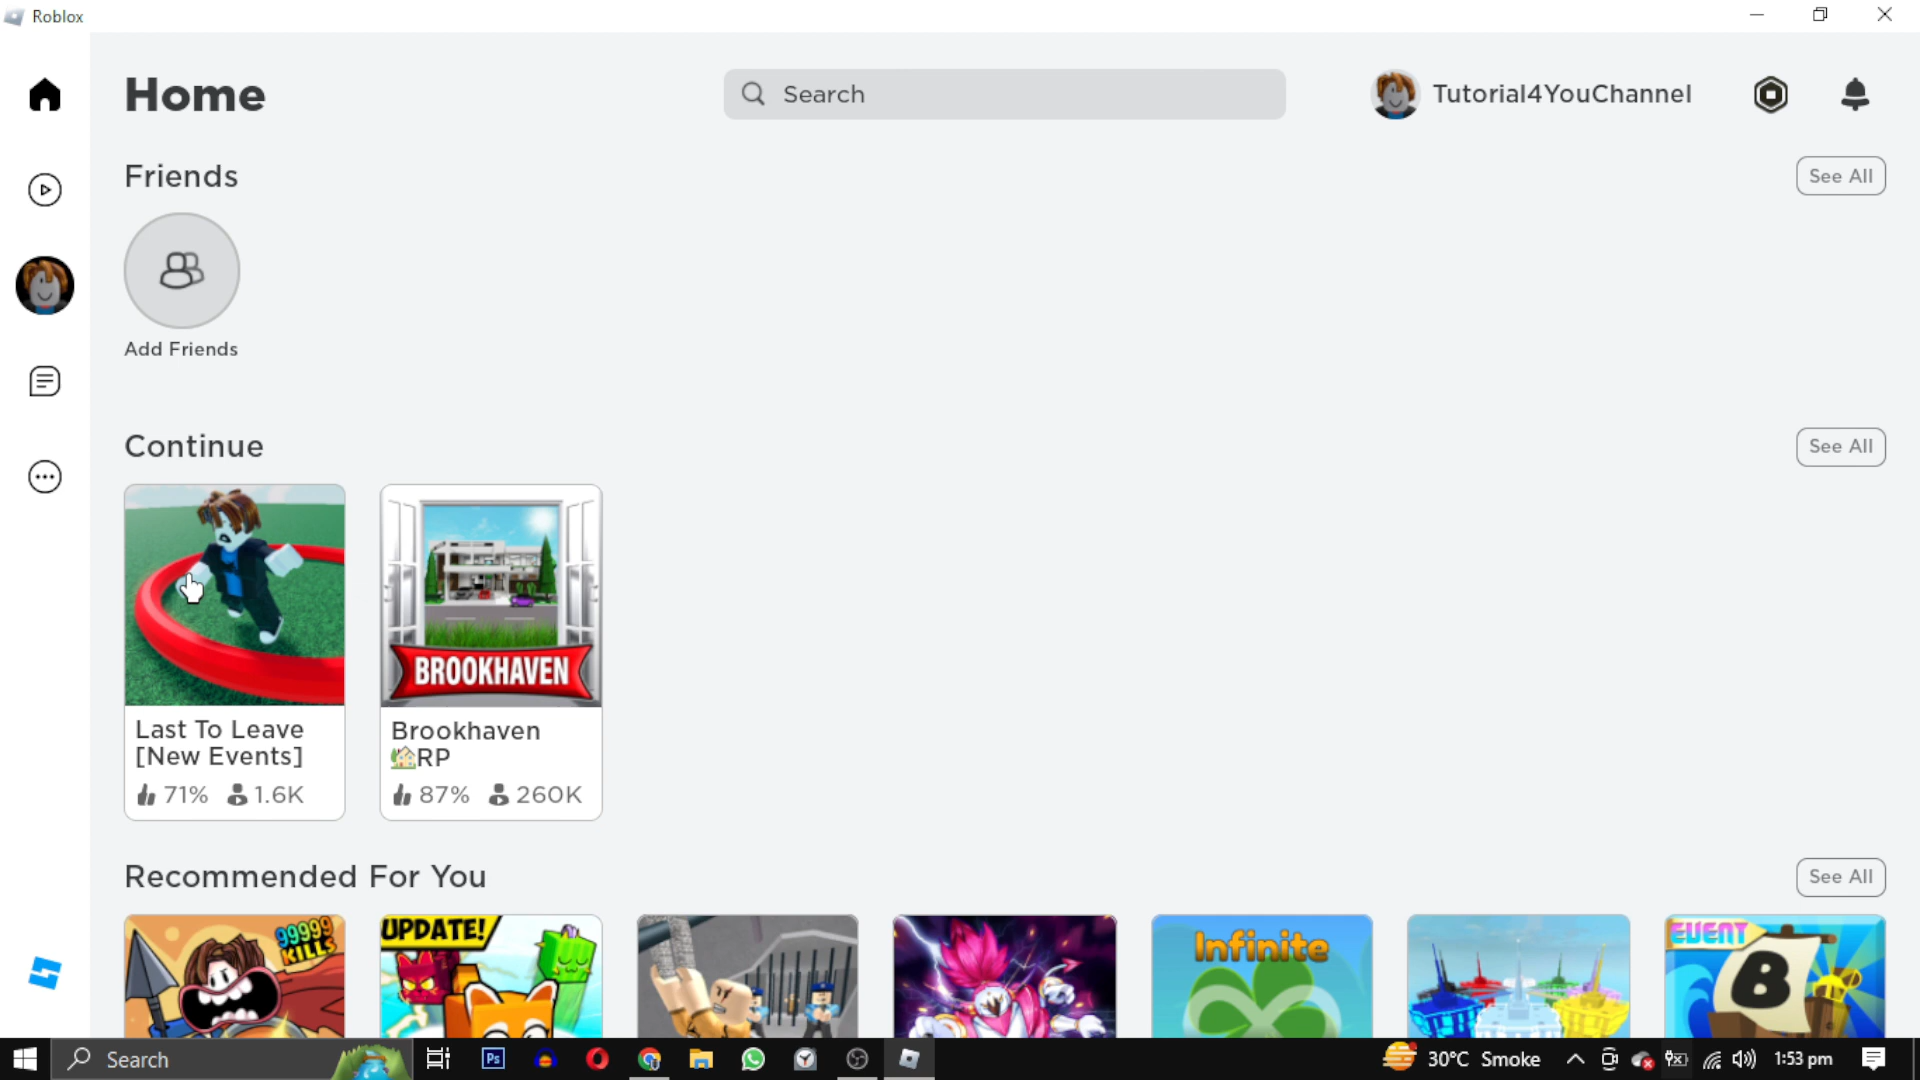 Roblox
Home
Search
Tutorial4YouChannel
Friends
See All
Add Friends
Continue
See All
BROOKHAVEN
Last To Leave
[New Events]
71% 1.6K
Brookhaven
🏡RP
87% 260K
Recommended For You
See All
99999
KILLS
UPDATE!
Infinite
EVENT
B
Search
Ps
30°C Smoke
1:53 pm